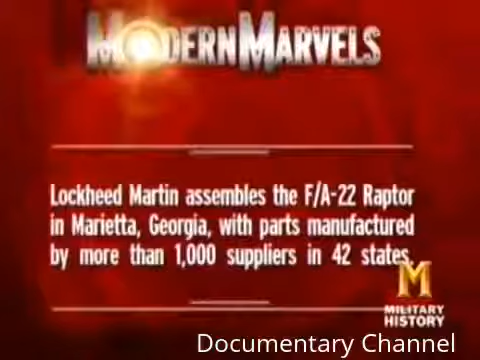 MODERN MARVELS
Lockheed Martin assembles the F/A-22 Raptor
in Marietta, Georgia, with parts manufactured
by more than 1,000 suppliers in 42 states.
M
MILITARY
HISTORY
Documentary Channel